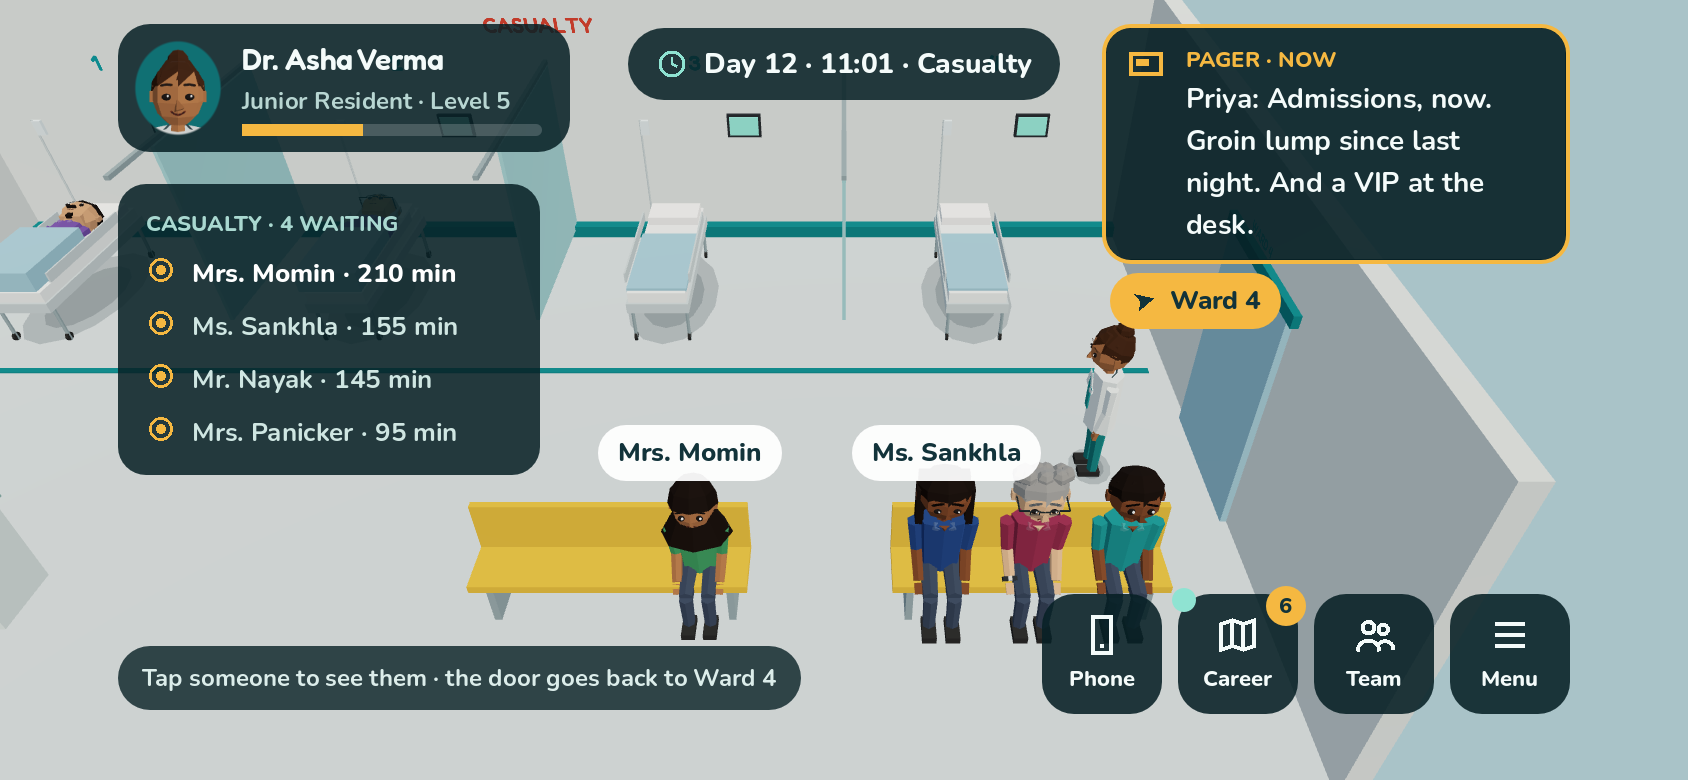 CASUALTY
Dr. Asha Verma
Junior Resident · Level 5
Day 12 · 11:01 · Casualty
PAGER · NOW
Priya: Admissions, now.
Groin lump since last
night. And a VIP at the
desk.
Ward 4
CASUALTY · 4 WAITING
Mrs. Momin · 210 min
Ms. Sankhla · 155 min
Mr. Nayak · 145 min
Mrs. Panicker · 95 min
Mrs. Momin
Ms. Sankhla
Tap someone to see them · the door goes back to Ward 4
6
Phone
Career
Team
Menu